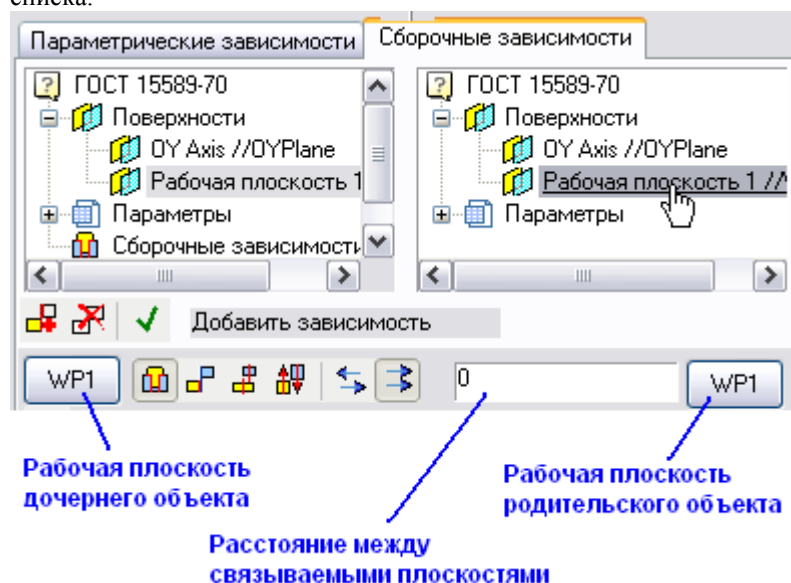 списка.
Параметрические зависимости Сборочные зависимости
ГОСТ 15589-70
Поверхности
OY Axis //OYPlane
Рабочая плоскость 1
Параметры
Сборочные зависимость
ГОСТ 15589-70
Поверхности
OY Axis //OYPlane
Рабочая плоскость 1 //
Параметры
Добавить зависимость
WP1 0 WP1
Рабочая плоскость
дочернего объекта
Рабочая плоскость
родительского объекта
Расстояние между
связываемыми плоскостями